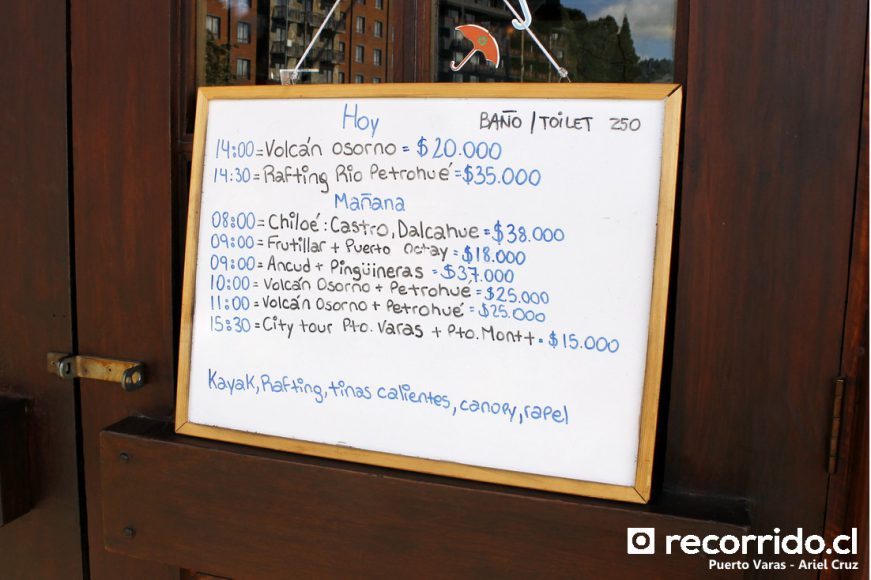 Hoy
BAÑO / TOILET 250
14:00 = Volcán osorno = $20.000
14:30 = Rafting Rio Petrohué = $35.000
Mañana
08:00 = Chiloé : Castro, Dalcahue = $38.000
09:00 = Frutillar + Puerto Octay = $18.000
09:00 = Ancud + Pingüineras = $37.000
10:00 = Volcán Osorno + Petrohué = $25.000
11:00 = Volcán Osorno + Petrohué = $25.000
15:30 = City tour Pto. Varas + Pto. Montt = $15.000
Kayak, Rafting, tinas calientes, canopy, rapel
recorrido.cl
Puerto Varas - Ariel Cruz